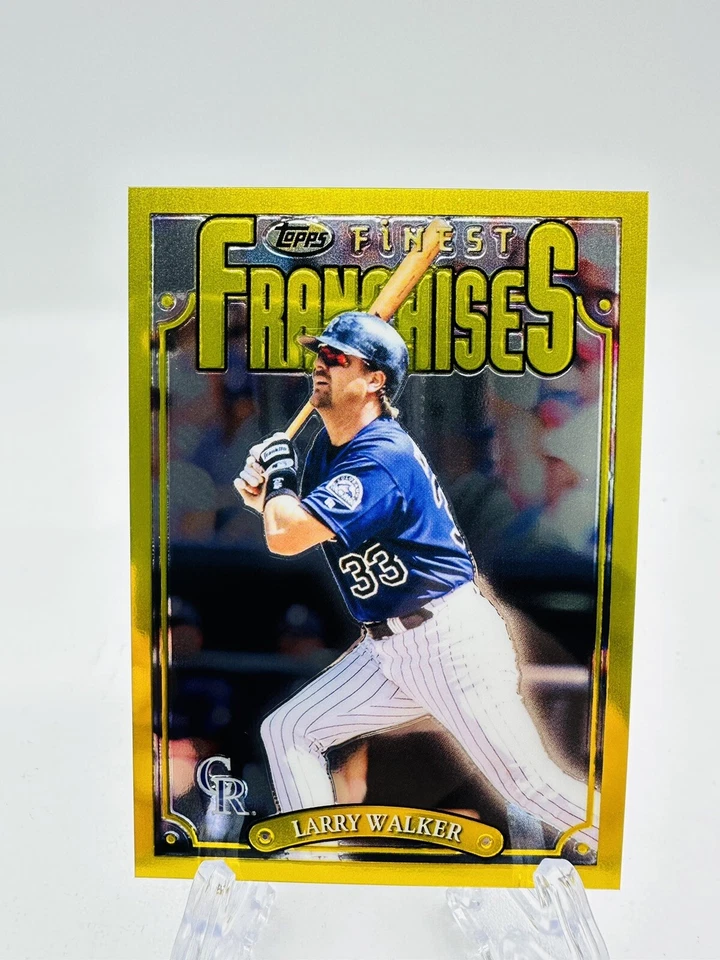 Topps FINEST
FRANCHISES
33
CR
LARRY WALKER